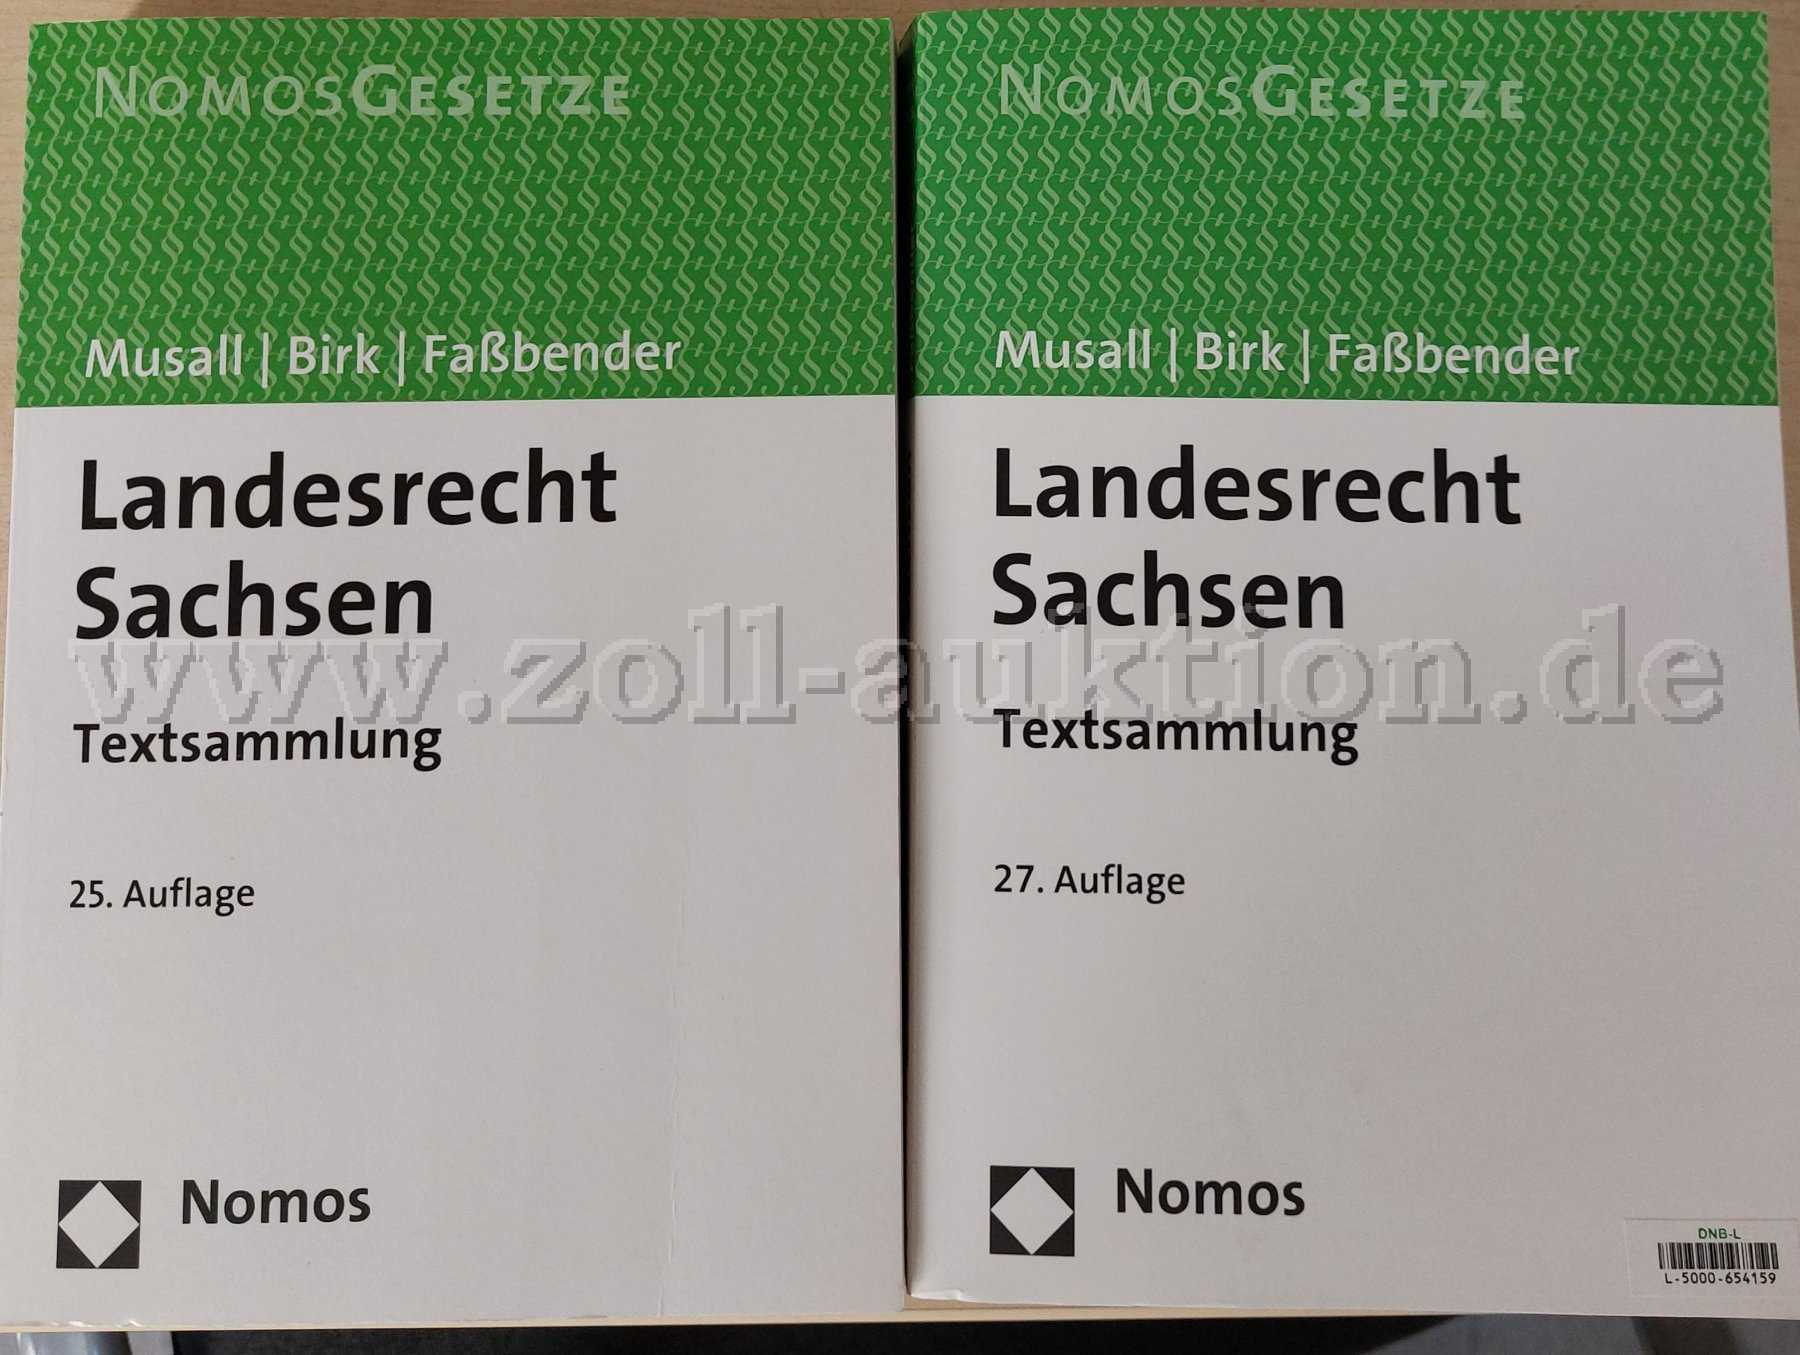 NOMOSGESETZE
Musall | Birk | Faßbender
Landesrecht
Sachsen
Textsammlung
25. Auflage
Nomos
NOMOSGESETZE
Musall | Birk | Faßbender
Landesrecht
Sachsen
Textsammlung
27. Auflage
Nomos
DNB-L
L-5000-654159
www.zoll-auktion.de